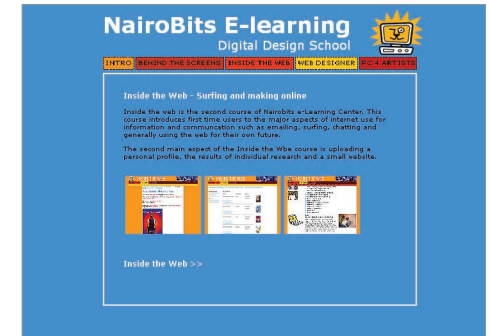 NairoBits E-learning
Digital Design School
INTRO BEHIND THE SCREENS INSIDE THE WEB WEB DESIGNER PC 4 ARTISTS
Inside the Web - Surfing and making online
Inside the web is the second course of Nairobits e-Learning Center. This
course introduces first time users to the major aspects of internet use for
information and communcation such as emailing, surfing, chatting and
generally using the web for their own future.
The second main aspect of the Inside the Wbe course is uploading a
personal profile, the results of individual research and a small website.
Inside the Web >>